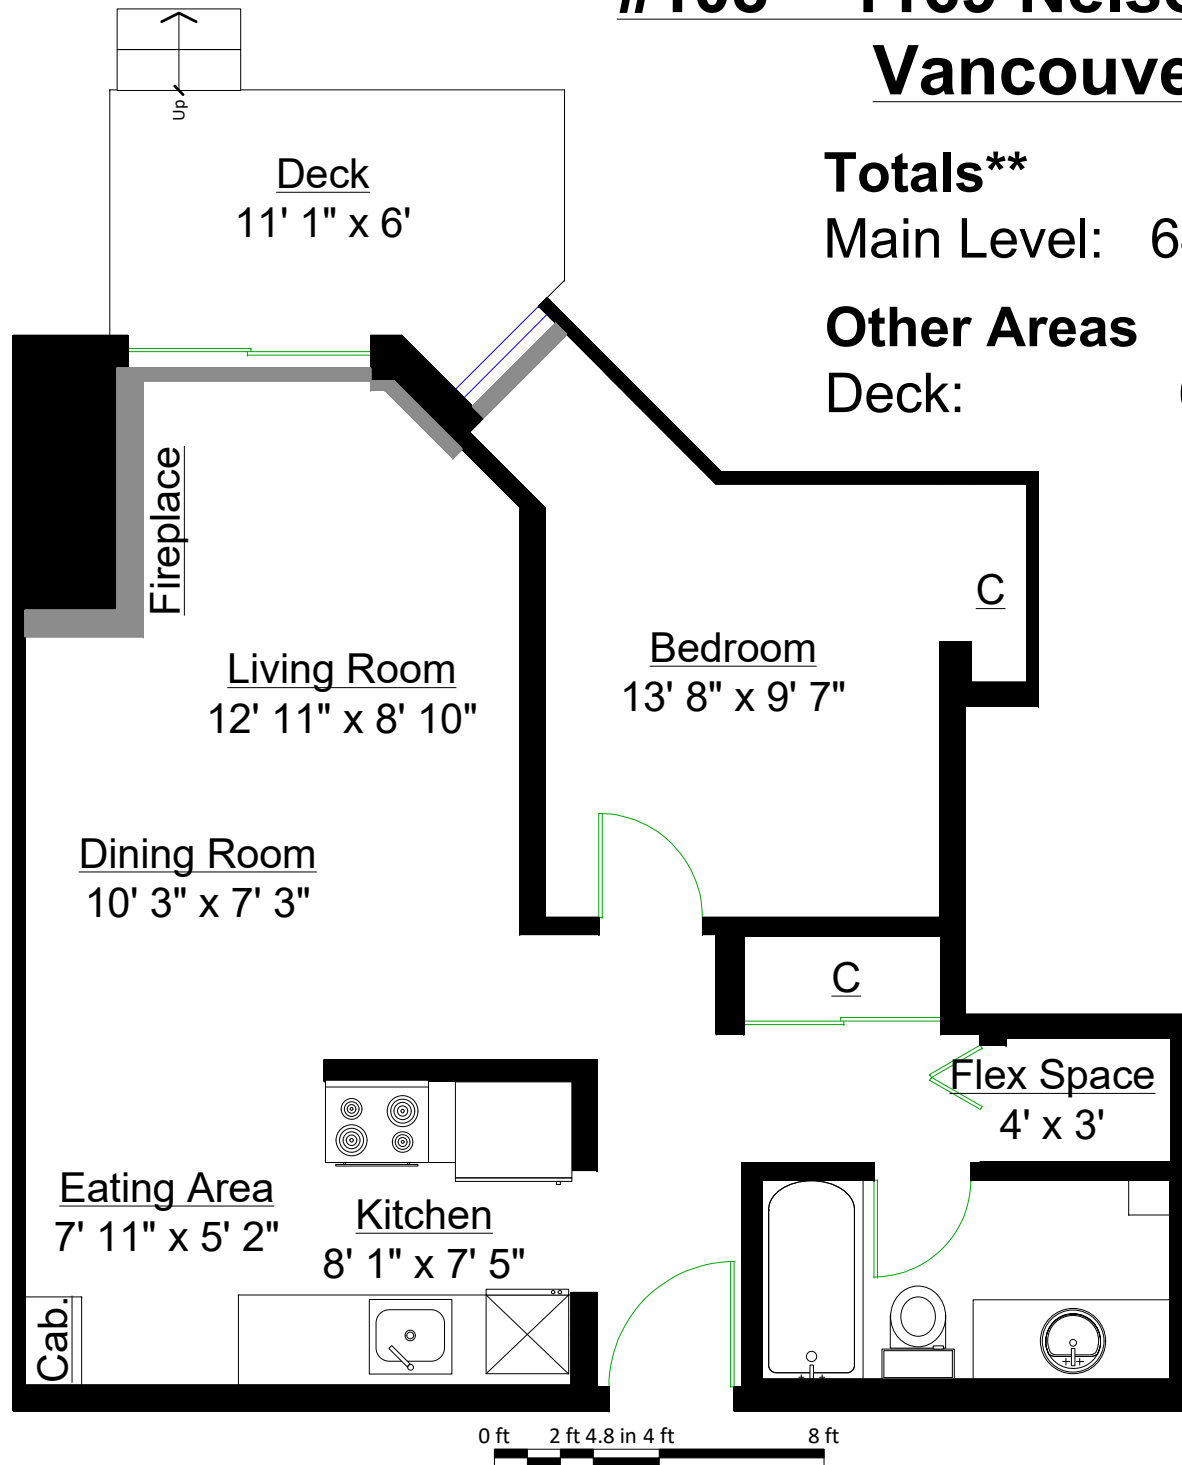 Vancouve
Totals**
Main Level:
Other Areas
Deck:
Up
Deck
11' 1" x 6'
Fireplace
Living Room
12' 11" x 8' 10"
Bedroom
13' 8" x 9' 7"
C
Dining Room
10' 3" x 7' 3"
C
Flex Space
4' x 3'
Eating Area
7' 11" x 5' 2"
Kitchen
8' 1" x 7' 5"
Cab.
0 ft 2 ft 4.8 in 4 ft 8 ft